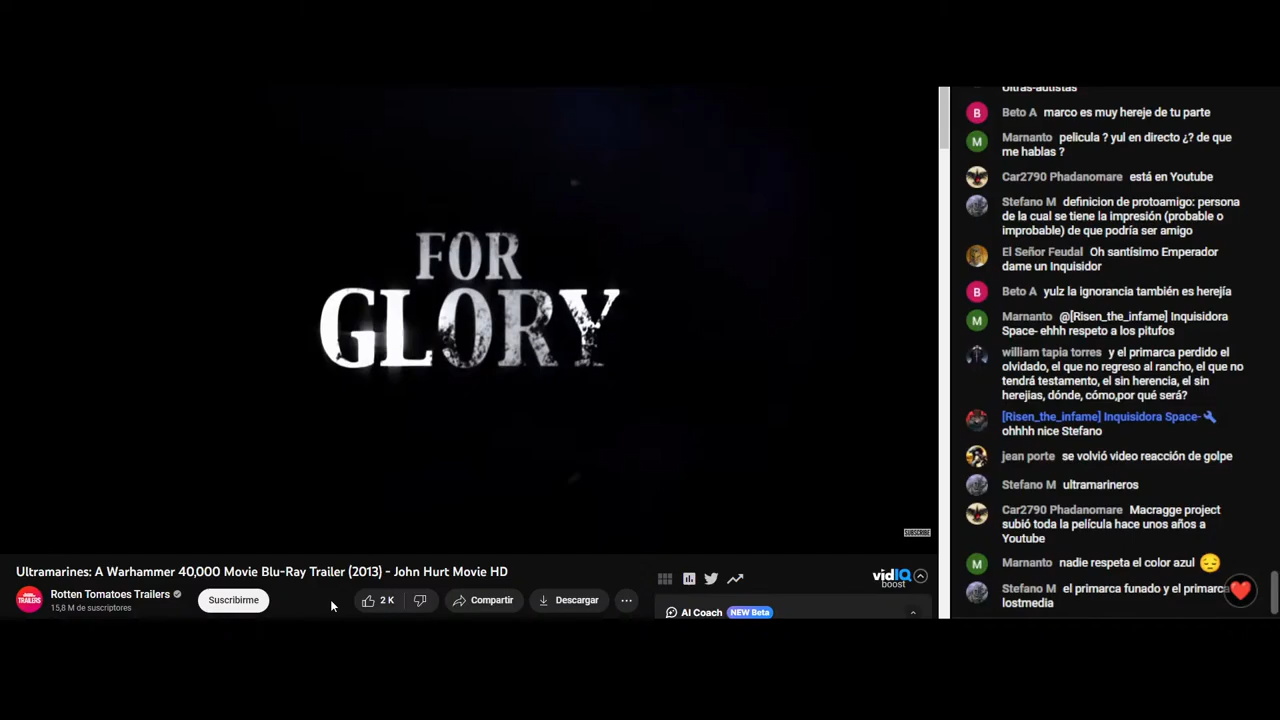 FOR
GLORY
SUBSCRIBE
Ultramarines: A Warhammer 40,000 Movie Blu-Ray Trailer (2013) - John Hurt Movie HD
TRAILERS
Rotten Tomatoes Trailers
15,8 M de suscriptores
Suscribirme
2 K
Compartir
Descargar
vidIQ
boost
AI Coach NEW Beta
Ultras-autistas
B Beto A marco es muy hereje de tu parte
M Marnanto pelicula ? yul en directo ¿? de que
me hablas ?
Car2790 Phadanomare está en Youtube
Stefano M definicion de protoamigo: persona
de la cual se tiene la impresión (probable o
improbable) de que podría ser amigo
El Señor Feudal Oh santísimo Emperador
dame un Inquisidor
B Beto A yulz la ignorancia también es herejía
M Marnanto @[Risen_the_infame] Inquisidora
Space- ehhh respeto a los pitufos
william tapia torres y el primarca perdido el
olvidado, el que no regreso al rancho, el que no
tendrá testamento, el sin herencia, el sin
herejias, dónde, cómo,por qué será?
[Risen_the_infame] Inquisidora Space-
ohhhh nice Stefano
jean porte se volvió video reacción de golpe
Stefano M ultramarineros
Car2790 Phadanomare Macragge project
subió toda la película hace unos años a
Youtube
M Marnanto nadie respeta el color azul 😔
Stefano M el primarca funado y el primarca
lostmedia